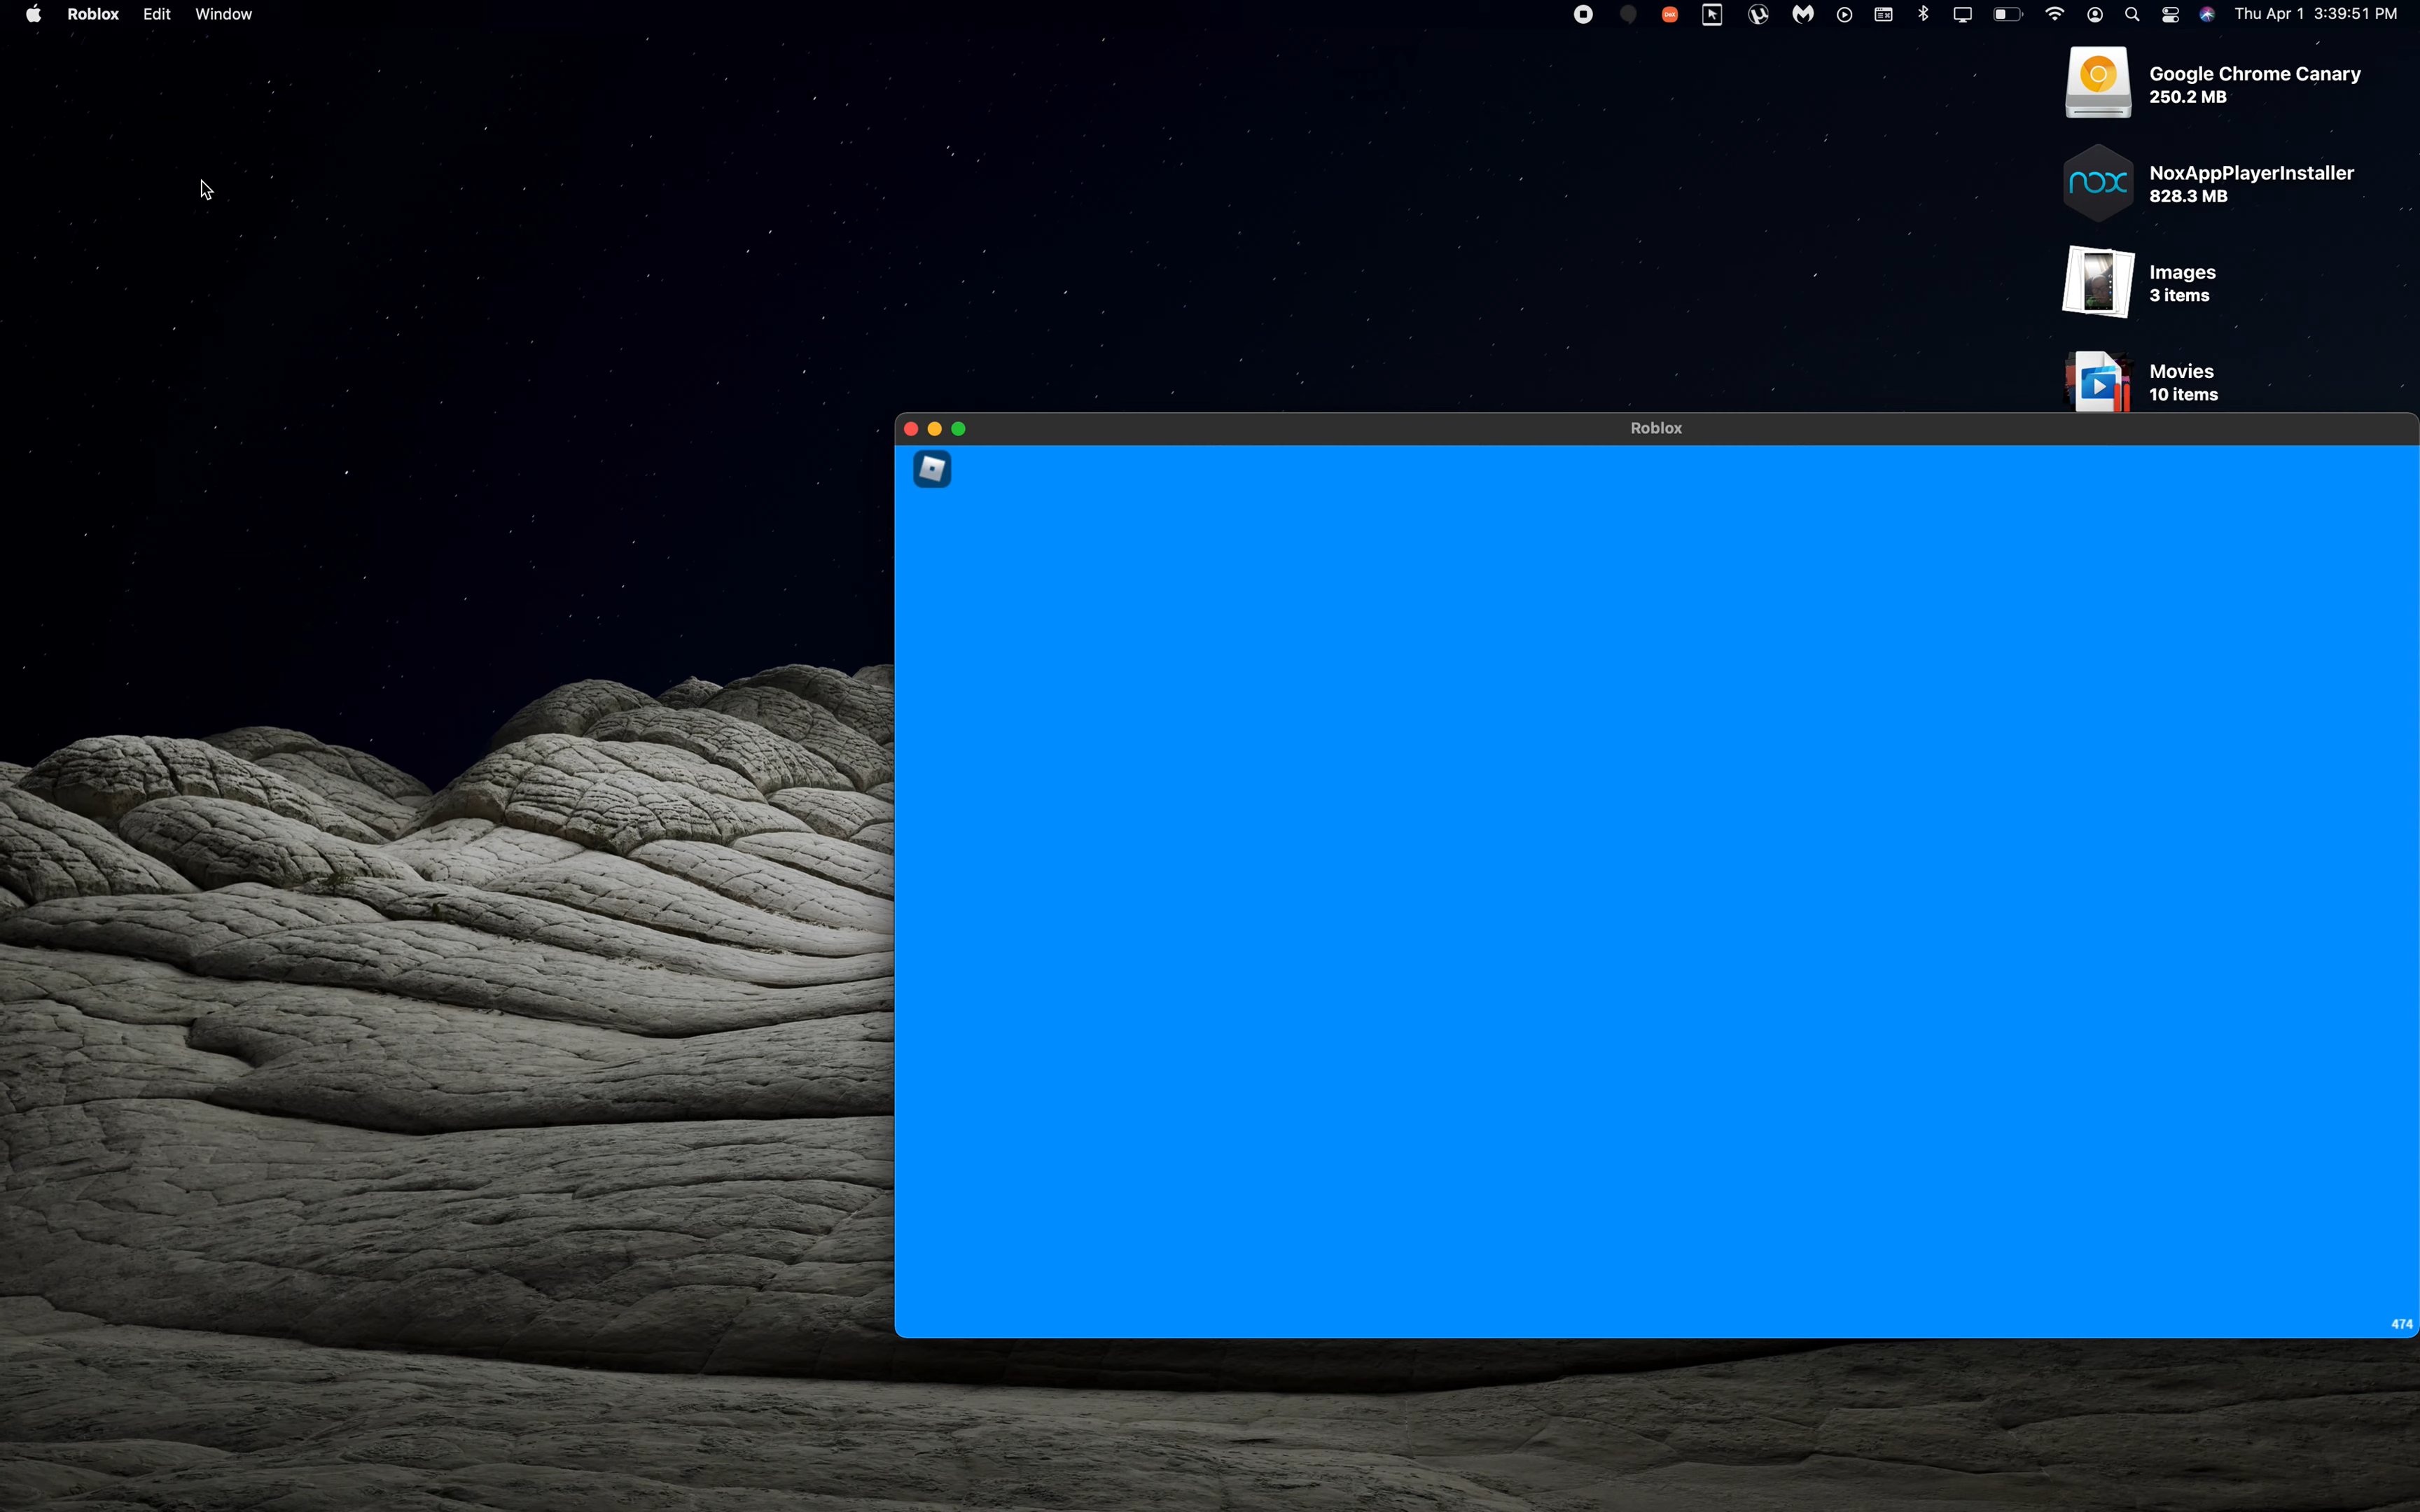 Roblox Edit Window Thu Apr 1 3:39:51 PM
Google Chrome Canary
250.2 MB
nox
NoxAppPlayerInstaller
828.3 MB
Images
3 items
Movies
10 items
Roblox
474